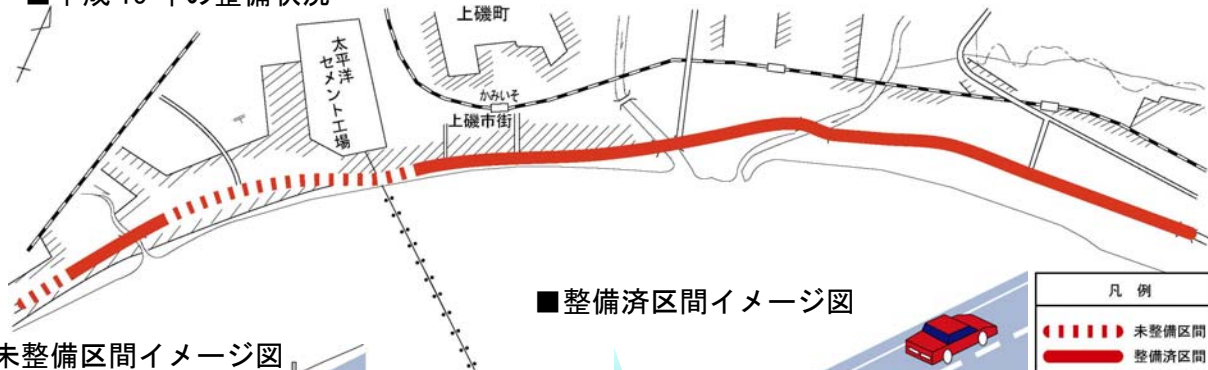 上磯町
太平洋
セメント工場
かみいそ
上磯市街
■整備済区間イメージ図
凡 例
未整備区間
整備済区間
未整備区間イメージ図